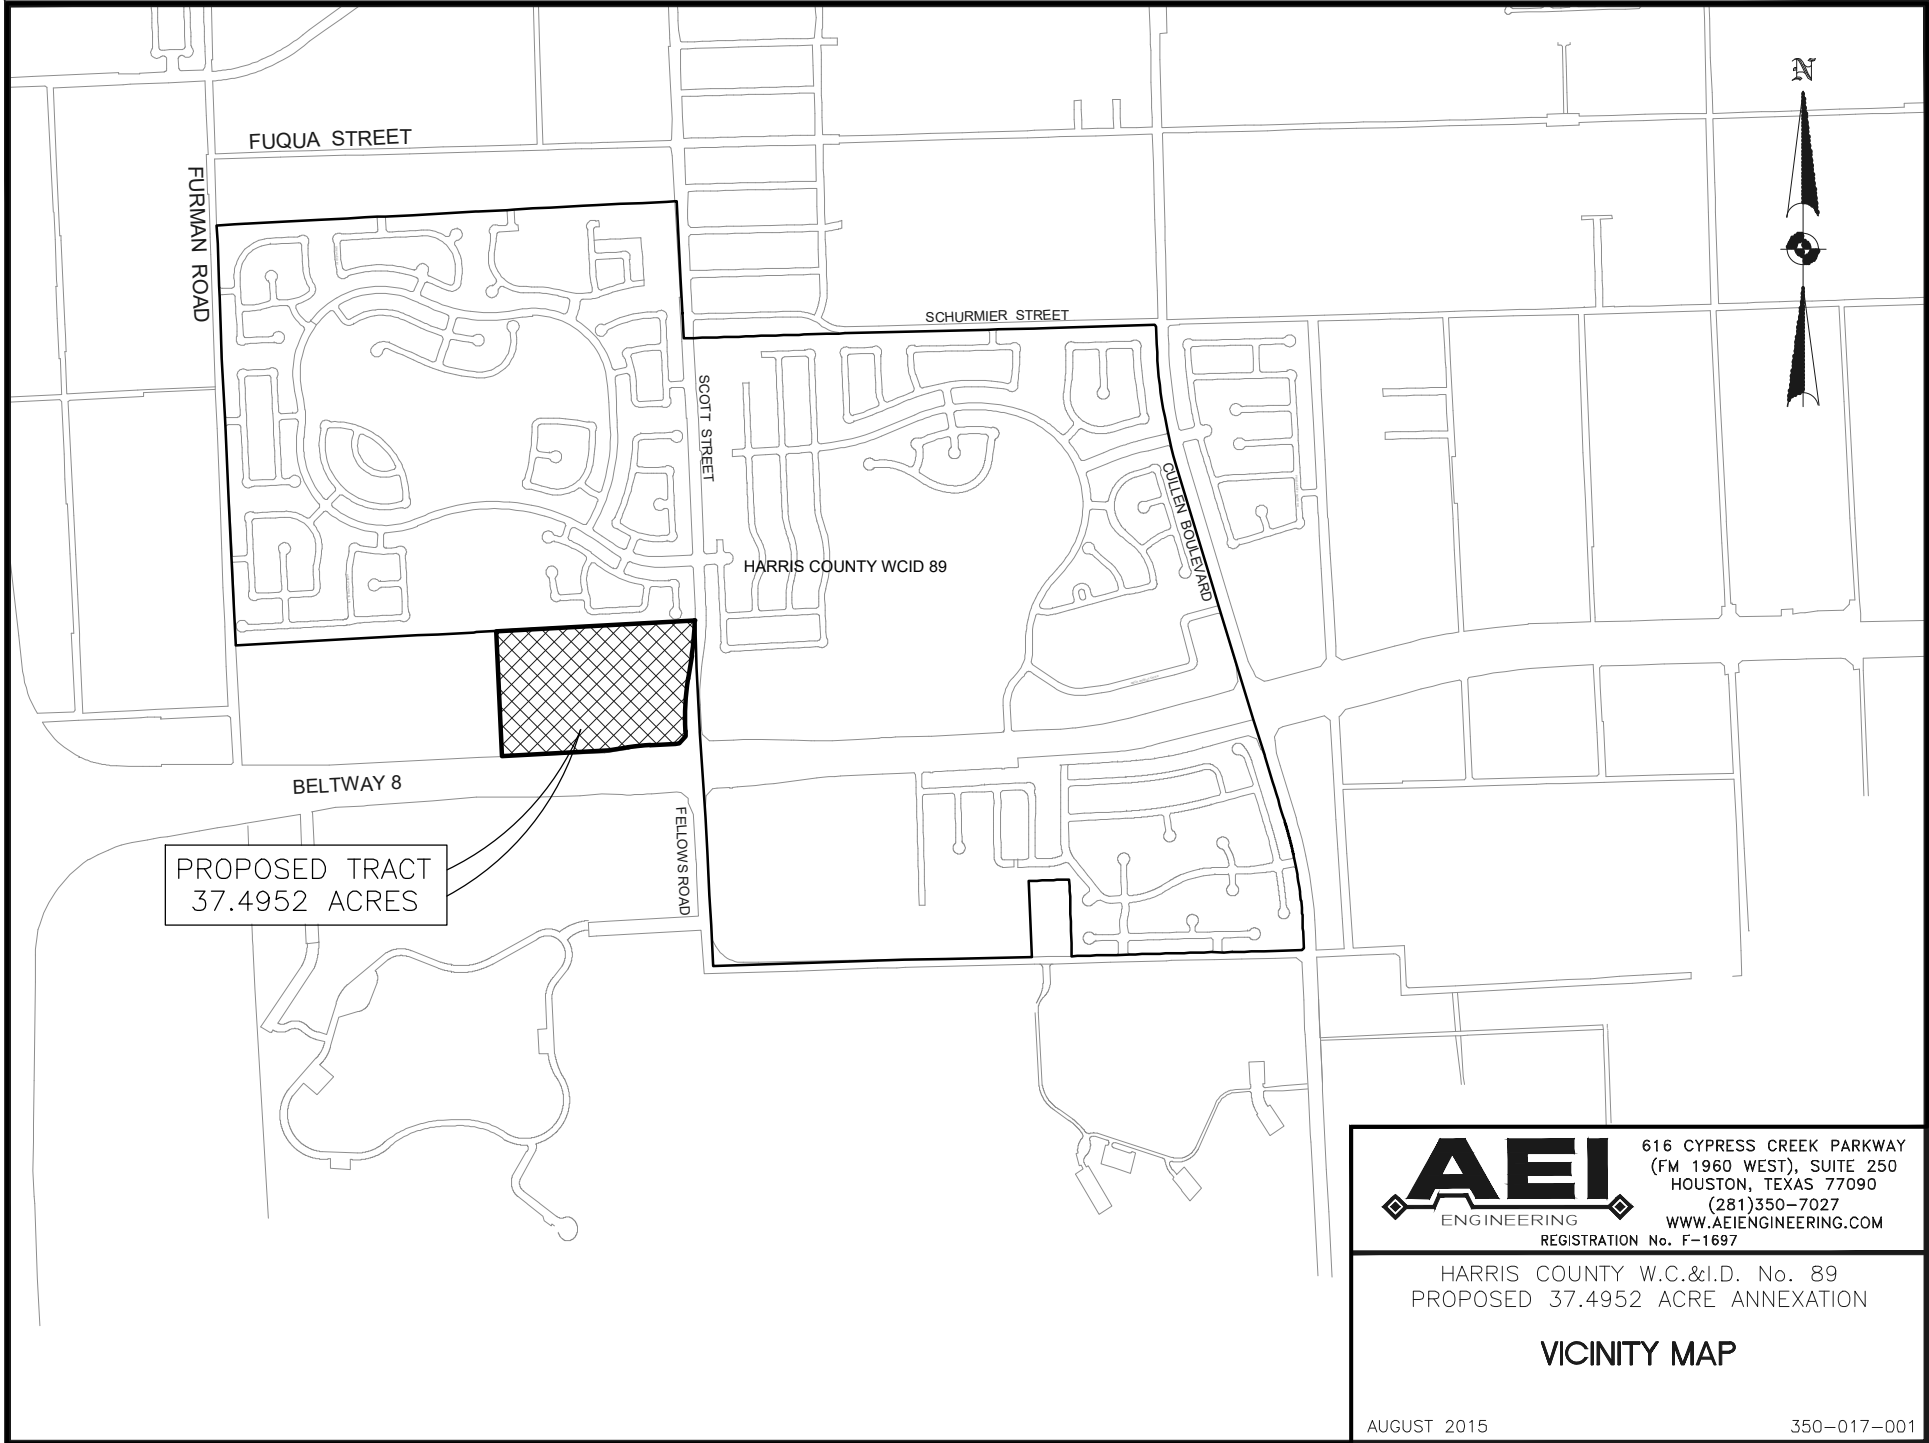 N
FUQUA STREET
FURMAN ROAD
SCHURMIER STREET
SCOTT STREET
CULLEN BOULEVARD
HARRIS COUNTY WCID 89
BELTWAY 8
FELLOWS ROAD
PROPOSED TRACT
37.4952 ACRES
AEI
ENGINEERING
616 CYPRESS CREEK PARKWAY
(FM 1960 WEST), SUITE 250
HOUSTON, TEXAS 77090
(281)350-7027
WWW.AEIENGINEERING.COM
REGISTRATION No. F-1697
HARRIS COUNTY W.C.&I.D. No. 89
PROPOSED 37.4952 ACRE ANNEXATION
VICINITY MAP
AUGUST 2015
350-017-001